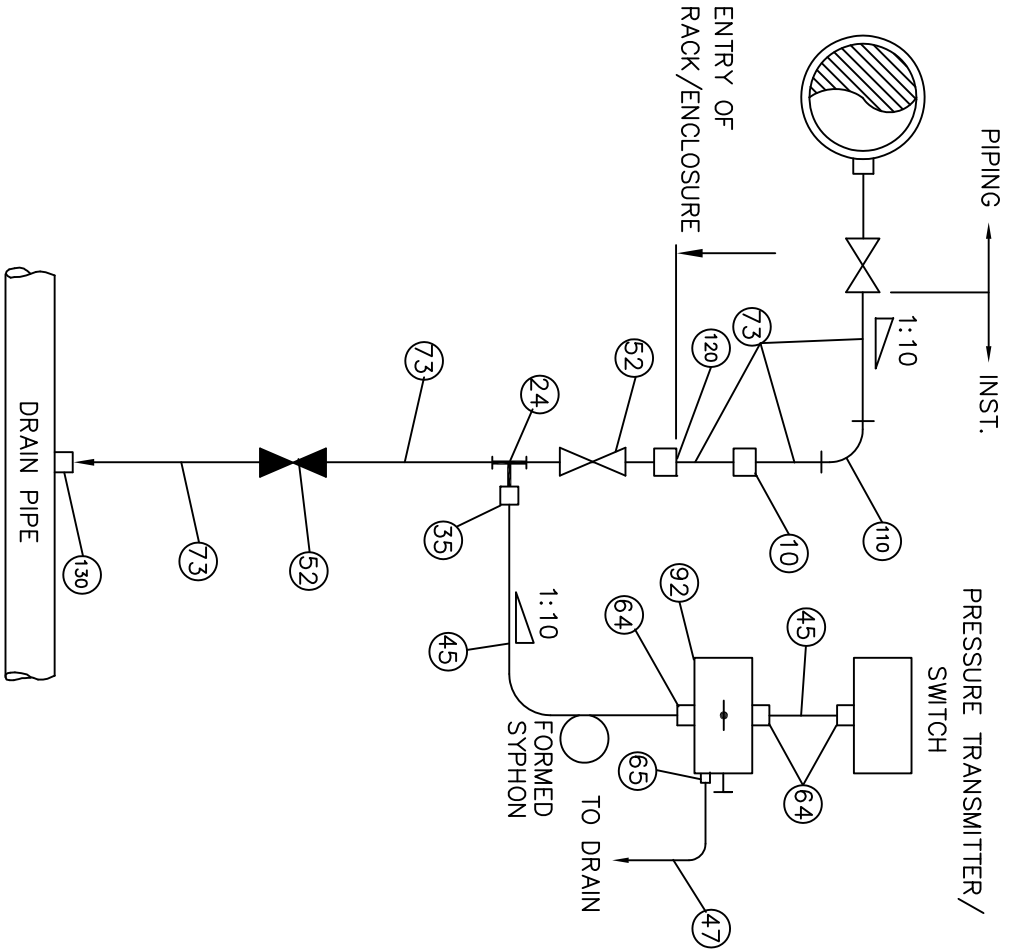 PIPING
INST.
1:10
ENTRY OF
RACK/ENCLOSURE
73
120
52
110
10
24
73
35
52
73
130
DRAIN PIPE
PRESSURE TRANSMITTER/
SWITCH
45
64
92
64
1:10
45
FORMED
SYPHON
65
TO DRAIN
47